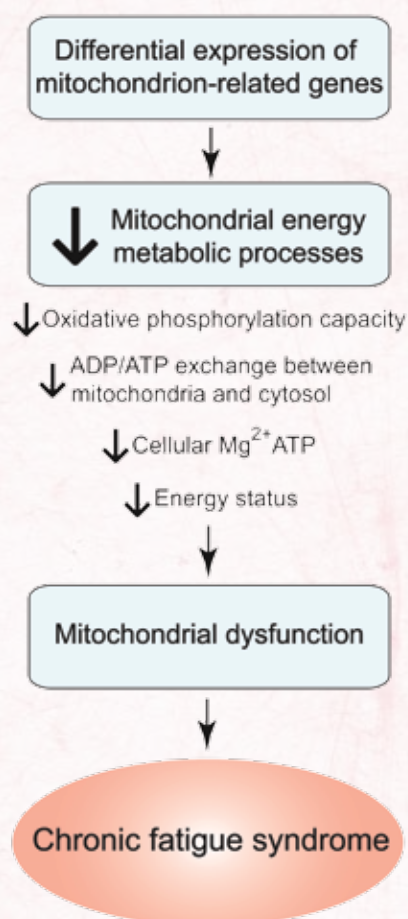 Differential expression of
mitochondrion-related genes
Mitochondrial energy
metabolic processes
Oxidative phosphorylation capacity
ADP/ATP exchange between
mitochondria and cytosol
Cellular Mg²⁺ATP
Energy status
Mitochondrial dysfunction
Chronic fatigue syndrome